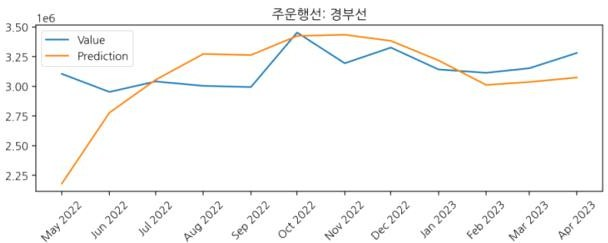 주운행선: 경부선
1e6
Value
Prediction
3.50
3.25
3.00
2.75
2.50
2.25
May 2022
Jun 2022
Jul 2022
Aug 2022
Sep 2022
Oct 2022
Nov 2022
Dec 2022
Jan 2023
Feb 2023
Mar 2023
Apr 2023